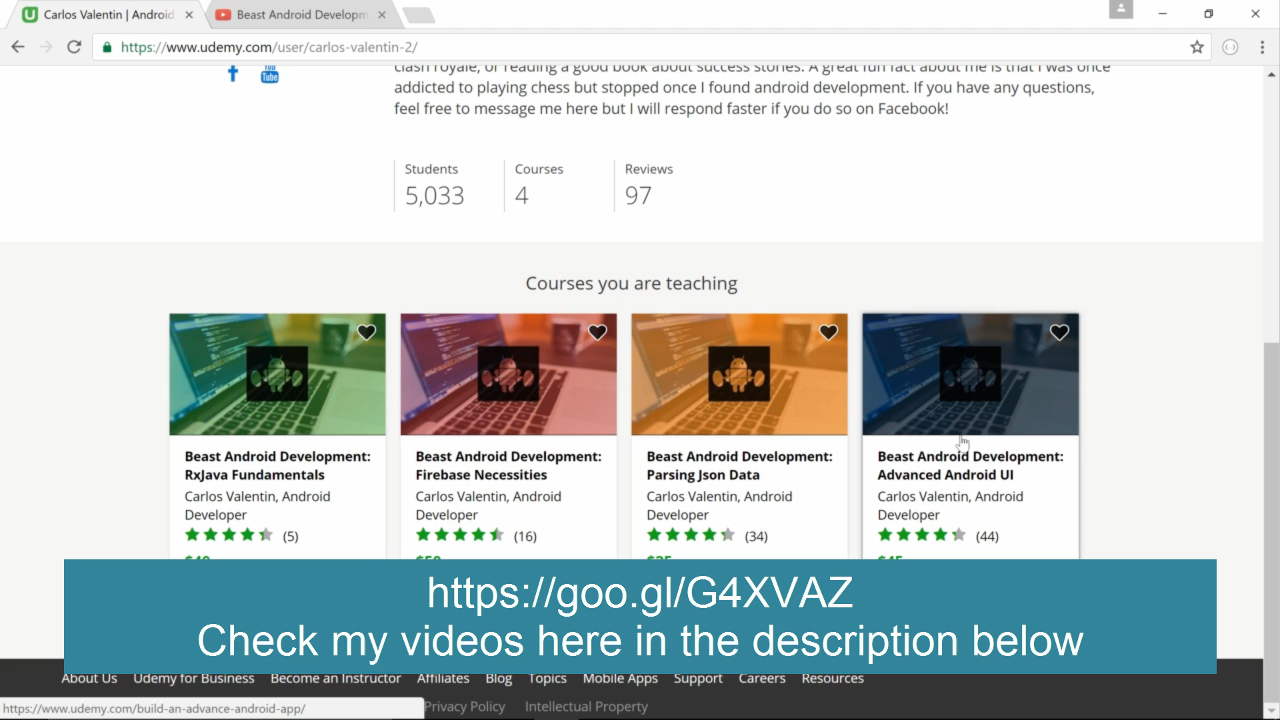 Carlos Valentin | Android
Beast Android Developm
https://www.udemy.com/user/carlos-valentin-2/
clash royale, or reading a good book about success stories. A great fun fact about me is that I was once
addicted to playing chess but stopped once I found android development. If you have any questions,
feel free to message me here but I will respond faster if you do so on Facebook!
You
Tube
Students
5,033
Courses
4
Reviews
97
Courses you are teaching
Beast Android Development:
RxJava Fundamentals
Carlos Valentin, Android
Developer
(5)
Beast Android Development:
Firebase Necessities
Carlos Valentin, Android
Developer
(16)
Beast Android Development:
Parsing Json Data
Carlos Valentin, Android
Developer
(34)
Beast Android Development:
Advanced Android UI
Carlos Valentin, Android
Developer
(44)
https://goo.gl/G4XVAZ
Check my videos here in the description below
About Us Udemy for Business Become an Instructor Affiliates Blog Topics Mobile Apps Support Careers Resources
Privacy Policy Intellectual Property
https://www.udemy.com/build-an-advance-android-app/